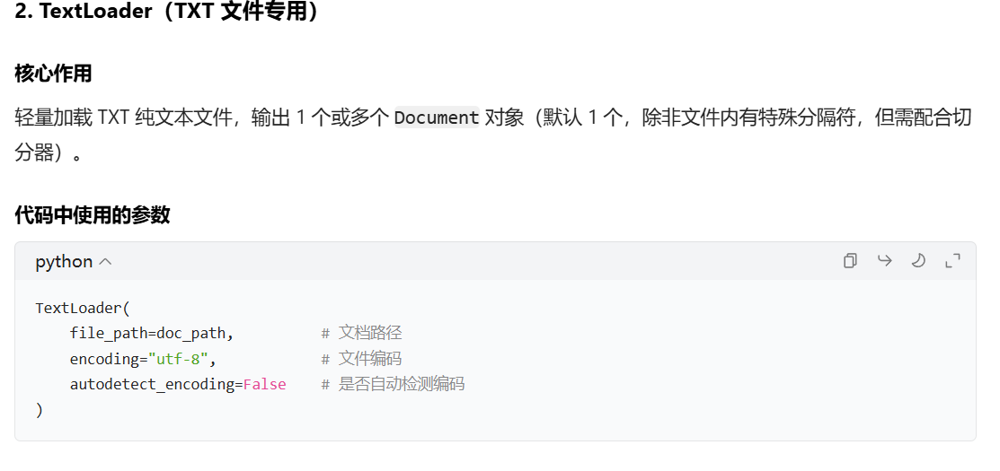 2. TextLoader（TXT 文件专用）
核心作用
轻量加载 TXT 纯文本文件，输出 1 个或多个 Document 对象（默认 1 个，除非文件内有特殊分隔符，但需配合切
分器）。
代码中使用的参数
python
TextLoader(
    file_path=doc_path,          # 文档路径
    encoding="utf-8",            # 文件编码
    autodetect_encoding=False    # 是否自动检测编码
)